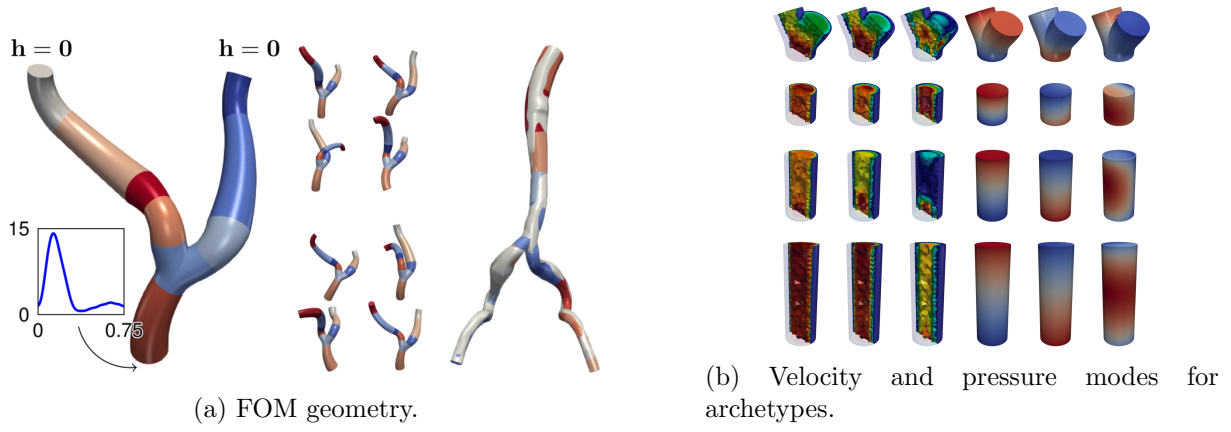 h = 0
h = 0
15
0
0
0.75
(a) FOM geometry.
(b) Velocity and pressure modes for
archetypes.